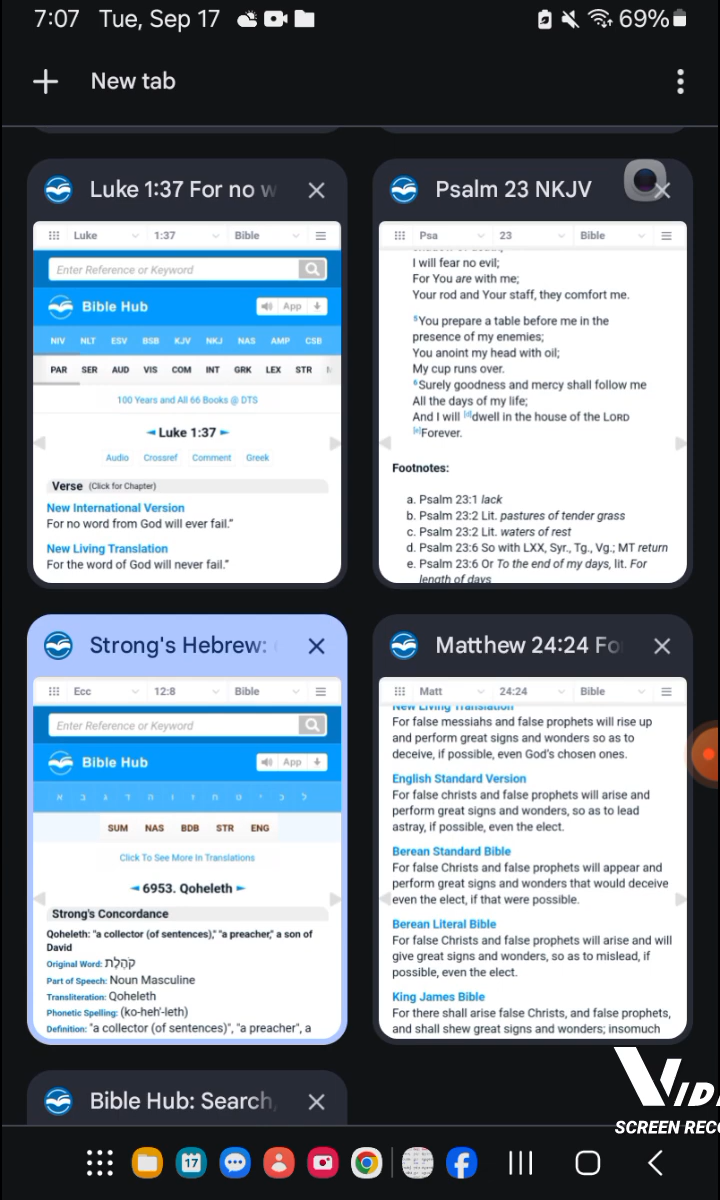 7:07 Tue, Sep 17
69%
New tab
Luke 1:37 For no w
Luke 1:37 Bible
Enter Reference or Keyword
Bible Hub
App
NIV NLT ESV BSB KJV NKJ NAS AMP CSB
PAR SER AUD VIS COM INT GRK LEX STR
100 Years and All 66 Books @ DTS
Luke 1:37
Audio Crossref Comment Greek
Verse (Click for Chapter)
New International Version
For no word from God will ever fail."
New Living Translation
For the word of God will never fail."
Psalm 23 NKJV
Psa 23 Bible
I will fear no evil;
For You are with me;
Your rod and Your staff, they comfort me.
5 You prepare a table before me in the
presence of my enemies;
You anoint my head with oil;
My cup runs over.
6 Surely goodness and mercy shall follow me
All the days of my life;
And I will [d]dwell in the house of the LORD
[e]Forever.
Footnotes:
a. Psalm 23:1 lack
b. Psalm 23:2 Lit. pastures of tender grass
c. Psalm 23:2 Lit. waters of rest
d. Psalm 23:6 So with LXX, Syr., Tg., Vg.; MT return
e. Psalm 23:6 Or To the end of my days, lit. For
length of days
Strong's Hebrew:
Ecc 12:8 Bible
Enter Reference or Keyword
Bible Hub
App
א ב ג ד ה ו ז ח ט י כ ל
SUM NAS BDB STR ENG
Click To See More In Translations
6953. Qoheleth
Strong's Concordance
Qoheleth: "a collector (of sentences)," "a preacher," a son of
David
Original Word: קֹהֶלֶת
Part of Speech: Noun Masculine
Transliteration: Qoheleth
Phonetic Spelling: (ko-heh'-leth)
Definition: "a collector (of sentences)", "a preacher", a
Matthew 24:24 Fo
Matt 24:24 Bible
New Living Translation
For false messiahs and false prophets will rise up
and perform great signs and wonders so as to
deceive, if possible, even God's chosen ones.
English Standard Version
For false christs and false prophets will arise and
perform great signs and wonders, so as to lead
astray, if possible, even the elect.
Berean Standard Bible
For false Christs and false prophets will appear and
perform great signs and wonders that would deceive
even the elect, if that were possible.
Berean Literal Bible
For false Christs and false prophets will arise and will
give great signs and wonders, so as to mislead, if
possible, even the elect.
King James Bible
For there shall arise false Christs, and false prophets,
and shall shew great signs and wonders; insomuch
Bible Hub: Search,
17
VID
SCREEN REC